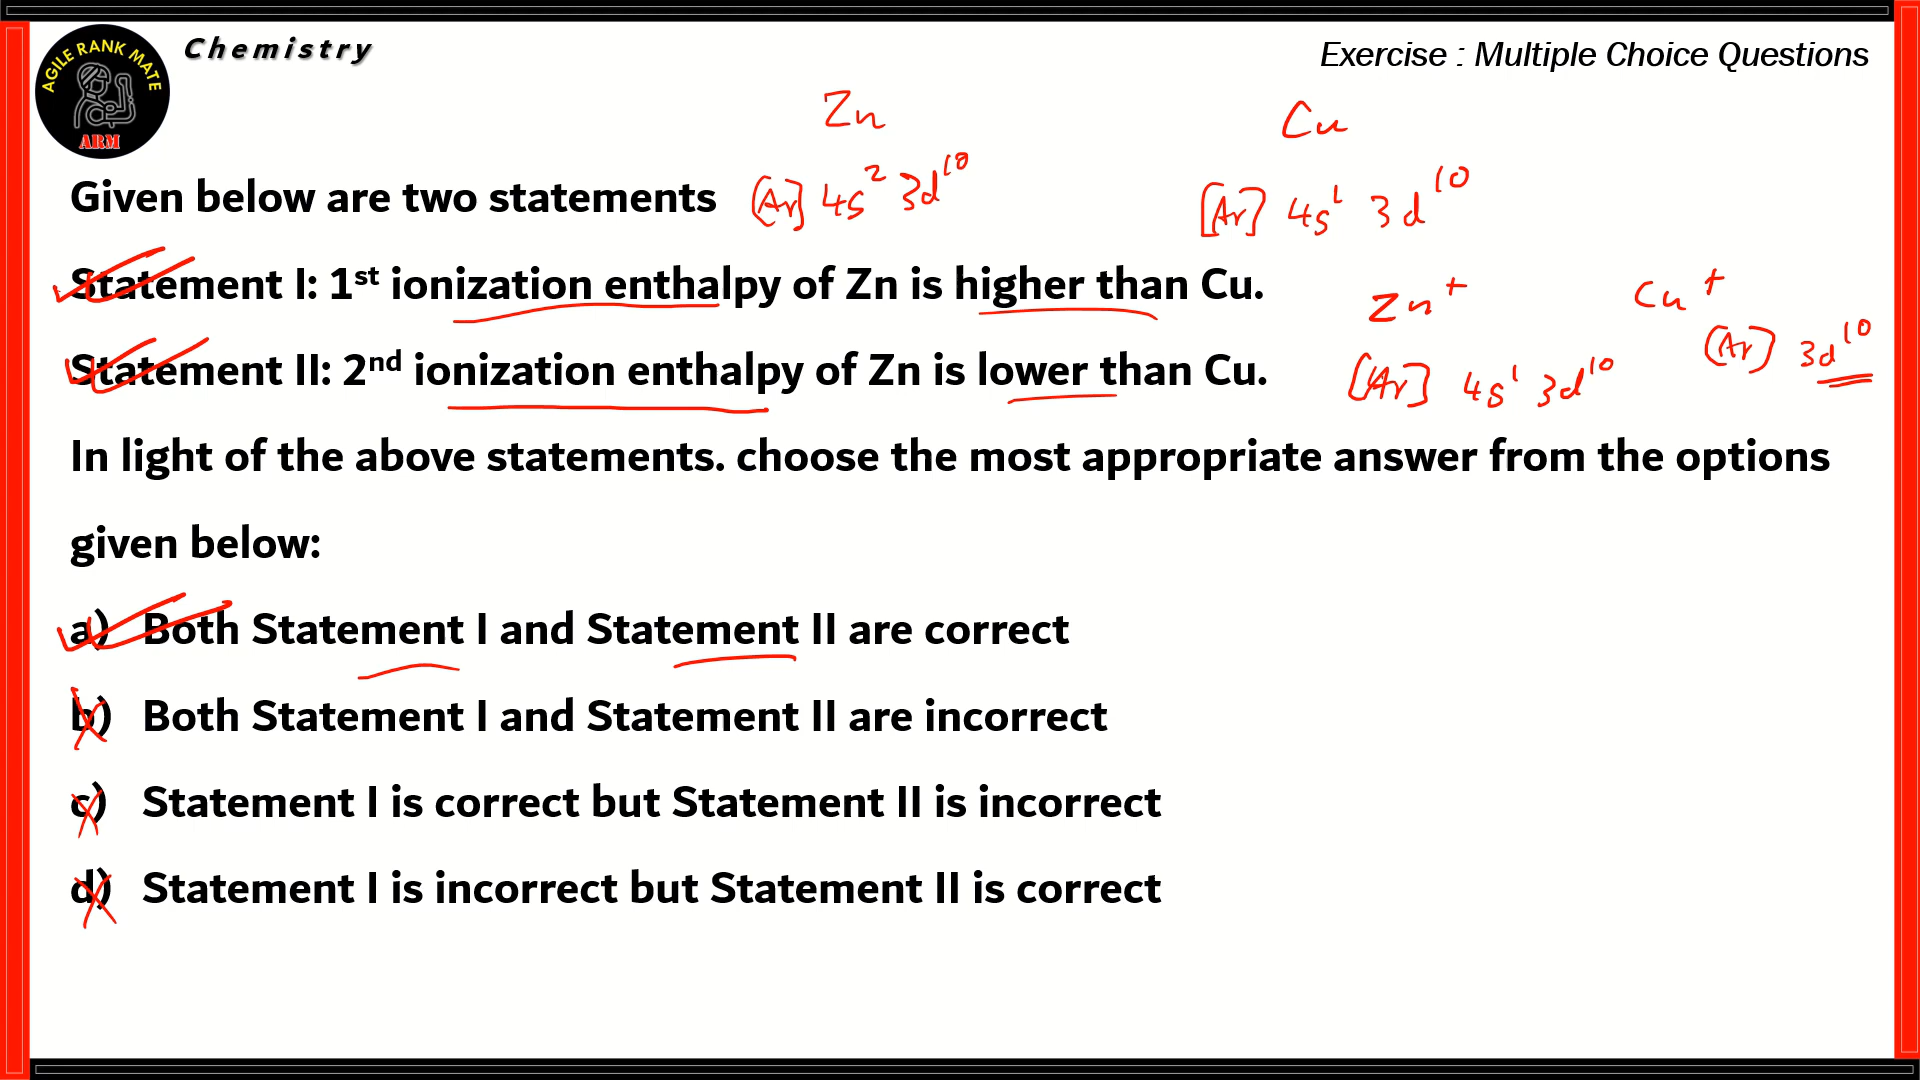 AGILE RANK MATE
ARM
Chemistry
Exercise : Multiple Choice Questions
Zn
Cu
Given below are two statements
[Ar] 4s² 3d¹⁰
[Ar] 4s¹ 3d¹⁰
Statement I: 1ˢᵗ ionization enthalpy of Zn is higher than Cu.
Zn⁺
Cu⁺
[Ar] 3d¹⁰
Statement II: 2ⁿᵈ ionization enthalpy of Zn is lower than Cu.
[Ar] 4s¹ 3d¹⁰
In light of the above statements. choose the most appropriate answer from the options
given below:
a) Both Statement I and Statement II are correct
b) Both Statement I and Statement II are incorrect
c) Statement I is correct but Statement II is incorrect
d) Statement I is incorrect but Statement II is correct